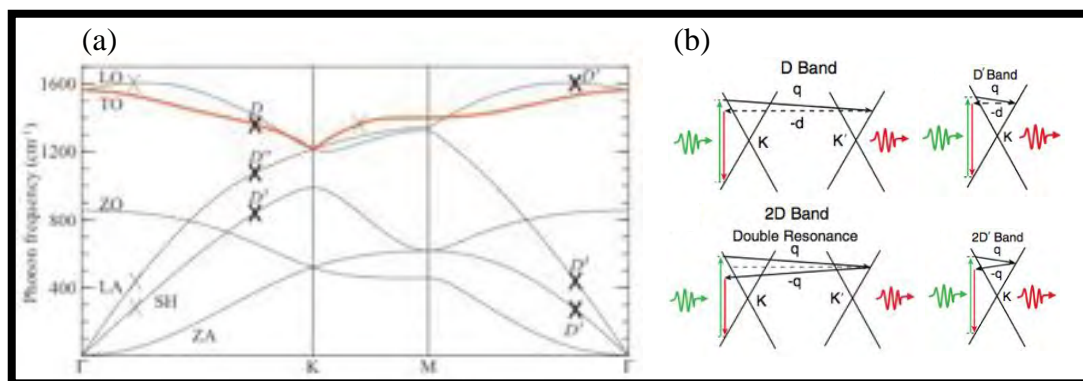 (a)
1600
1200
800
400
Phonon frequency (cm⁻¹)
LO
TO
ZO
LA
SH
ZA
D
D'
D''
D'
D'
D'
Γ
K
M
Γ
(b)
D Band
q
-d
K
K'
D' Band
q
-d
K
2D Band
Double Resonance
q
-q
K
K'
2D' Band
q
-q
K